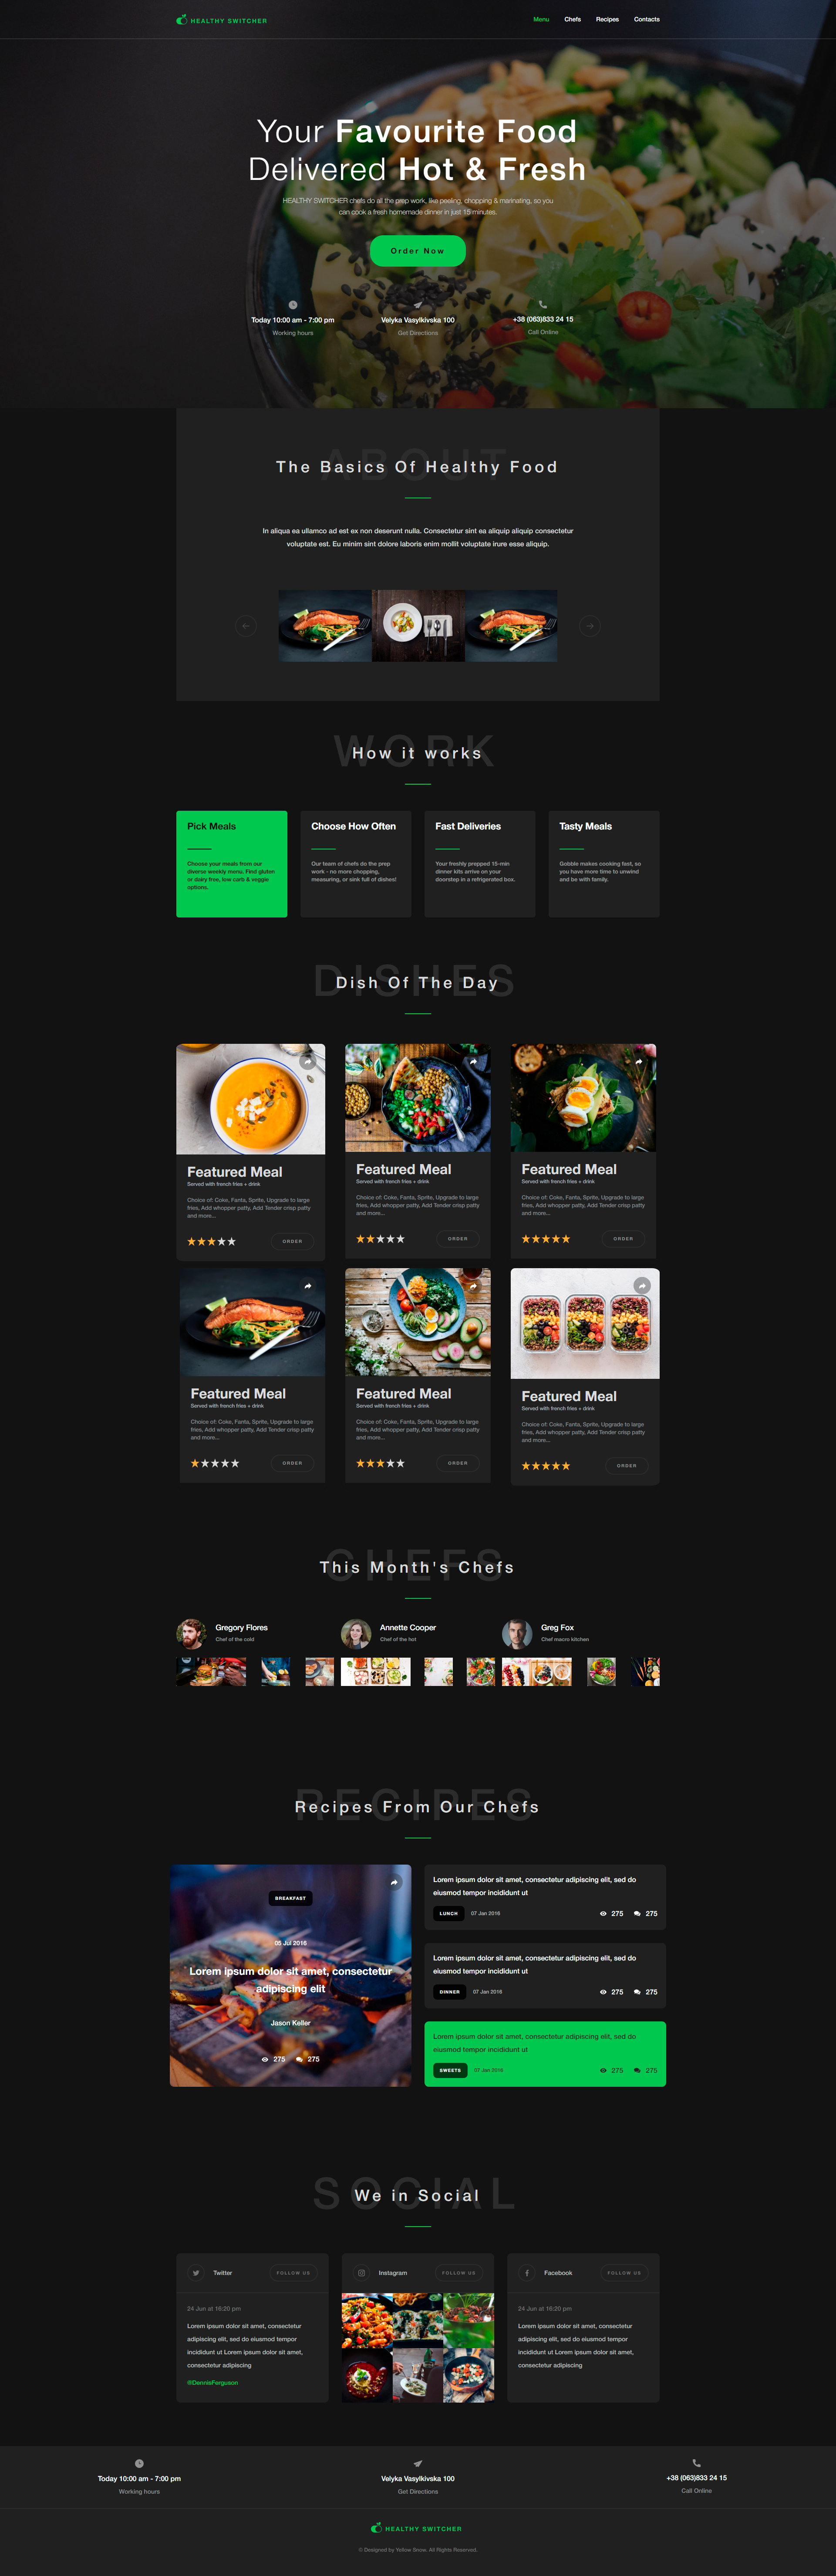 HEALTHY SWITCHER
Menu Chefs Recipes Contacts
Your Favourite Food
Delivered Hot & Fresh
HEALTHY SWITCHER chefs do all the prep work, like peeling, chopping & marinating, so you
can cook a fresh homemade dinner in just 15 minutes.
Order Now
Today 10:00 am - 7:00 pm
Working hours
Velyka Vasylkivska 100
Get Directions
+38 (063)833 24 15
Call Online
ABOUT
The Basics Of Healthy Food
In aliqua ea ullamco ad est ex non deserunt nulla. Consectetur sint ea aliquip aliquip consectetur
voluptate est. Eu minim sint dolore laboris enim mollit voluptate irure esse aliquip.
WORK
How it works
Pick Meals
Choose your meals from our
diverse weekly menu. Find gluten
or dairy free, low carb & veggie
options.
Choose How Often
Our team of chefs do the prep
work - no more chopping,
measuring, or sink full of dishes!
Fast Deliveries
Your freshly prepped 15-min
dinner kits arrive on your
doorstep in a refrigerated box.
Tasty Meals
Gobble makes cooking fast, so
you have more time to unwind
and be with family.
DISHES
Dish Of The Day
Featured Meal
Served with french fries + drink
Choice of: Coke, Fanta, Sprite, Upgrade to large
fries, Add whopper patty, Add Tender crisp patty
and more...
ORDER
Featured Meal
Served with french fries + drink
Choice of: Coke, Fanta, Sprite, Upgrade to large
fries, Add whopper patty, Add Tender crisp patty
and more...
ORDER
Featured Meal
Served with french fries + drink
Choice of: Coke, Fanta, Sprite, Upgrade to large
fries, Add whopper patty, Add Tender crisp patty
and more...
ORDER
Featured Meal
Served with french fries + drink
Choice of: Coke, Fanta, Sprite, Upgrade to large
fries, Add whopper patty, Add Tender crisp patty
and more...
ORDER
Featured Meal
Served with french fries + drink
Choice of: Coke, Fanta, Sprite, Upgrade to large
fries, Add whopper patty, Add Tender crisp patty
and more...
ORDER
Featured Meal
Served with french fries + drink
Choice of: Coke, Fanta, Sprite, Upgrade to large
fries, Add whopper patty, Add Tender crisp patty
and more...
ORDER
CHEFS
This Month's Chefs
Gregory Flores
Chef of the cold
Annette Cooper
Chef of the hot
Greg Fox
Chef macro kitchen
RECIPES
Recipes From Our Chefs
BREAKFAST
05 Jul 2016
Lorem ipsum dolor sit amet, consectetur
adipiscing elit
Jason Keller
275 275
Lorem ipsum dolor sit amet, consectetur adipiscing elit, sed do
eiusmod tempor incididunt ut
LUNCH 07 Jan 2016 275 275
Lorem ipsum dolor sit amet, consectetur adipiscing elit, sed do
eiusmod tempor incididunt ut
DINNER 07 Jan 2016 275 275
Lorem ipsum dolor sit amet, consectetur adipiscing elit, sed do
eiusmod tempor incididunt ut
SWEETS 07 Jan 2016 275 275
SOCIAL
We in Social
Twitter FOLLOW US
24 Jun at 16:20 pm
Lorem ipsum dolor sit amet, consectetur
adipiscing elit, sed do eiusmod tempor
incididunt ut Lorem ipsum dolor sit amet,
consectetur adipiscing
@DennisFerguson
Instagram FOLLOW US
Facebook FOLLOW US
24 Jun at 16:20 pm
Lorem ipsum dolor sit amet, consectetur
adipiscing elit, sed do eiusmod tempor
incididunt ut Lorem ipsum dolor sit amet,
consectetur adipiscing
Today 10:00 am - 7:00 pm
Working hours
Velyka Vasylkivska 100
Get Directions
+38 (063)833 24 15
Call Online
HEALTHY SWITCHER
© Designed by Yellow Snow. All Rights Reserved.